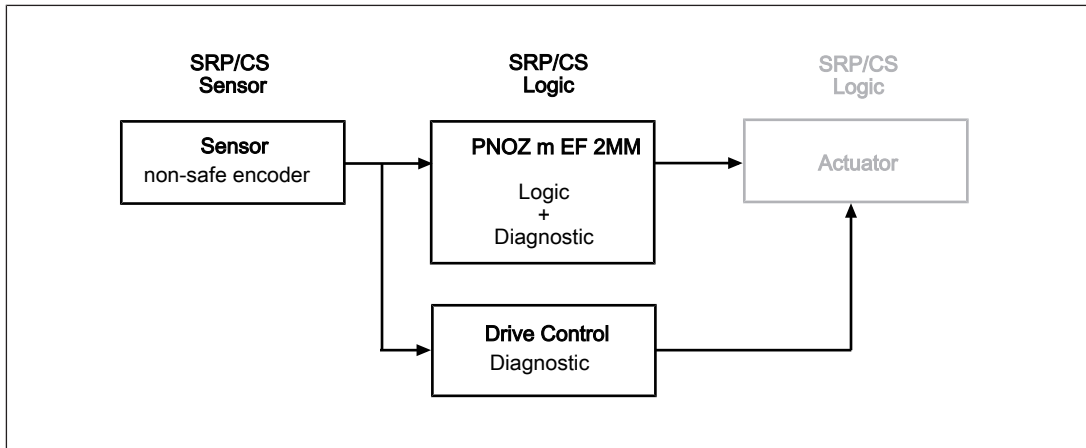 SRP/CS
Sensor
SRP/CS
Logic
SRP/CS
Logic
Sensor
non-safe encoder
PNOZ m EF 2MM
Logic
+
Diagnostic
Actuator
Drive Control
Diagnostic